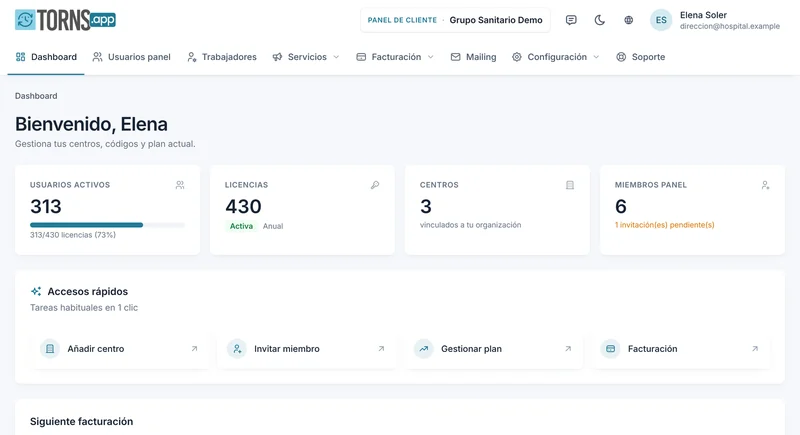 TORNS.app
PANEL DE CLIENTE · Grupo Sanitario Demo
ES
Elena Soler
direccion@hospital.example
Dashboard
Usuarios panel
Trabajadores
Servicios
Facturación
Mailing
Configuración
Soporte
Dashboard
Bienvenido, Elena
Gestiona tus centros, códigos y plan actual.
USUARIOS ACTIVOS
313
313/430 licencias (73%)
LICENCIAS
430
Activa Anual
CENTROS
3
vinculados a tu organización
MIEMBROS PANEL
6
1 invitación(es) pendiente(s)
Accesos rápidos
Tareas habituales en 1 clic
Añadir centro
Invitar miembro
Gestionar plan
Facturación
Siguiente facturación